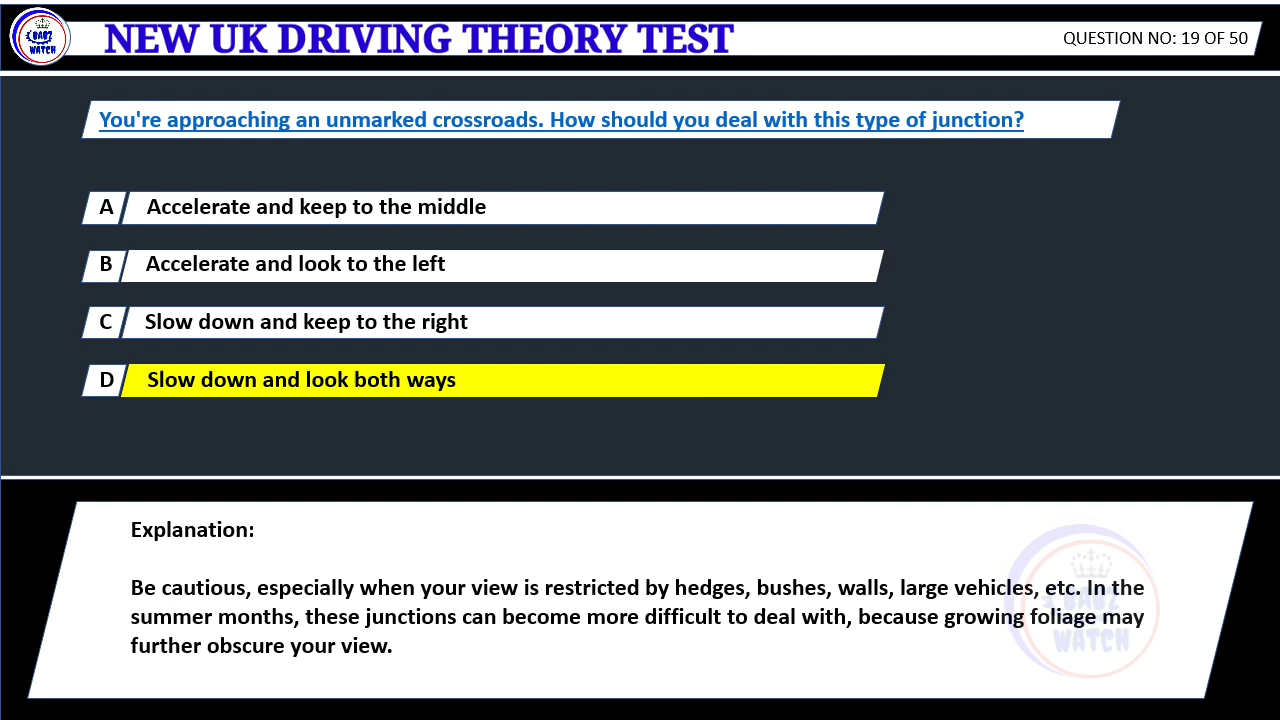 BABZ
WATCH
NEW UK DRIVING THEORY TEST
QUESTION NO: 19 OF 50
You're approaching an unmarked crossroads. How should you deal with this type of junction?
A Accelerate and keep to the middle
B Accelerate and look to the left
C Slow down and keep to the right
D Slow down and look both ways
Explanation:
Be cautious, especially when your view is restricted by hedges, bushes, walls, large vehicles, etc. In the
summer months, these junctions can become more difficult to deal with, because growing foliage may
further obscure your view.
BABZ
WATCH